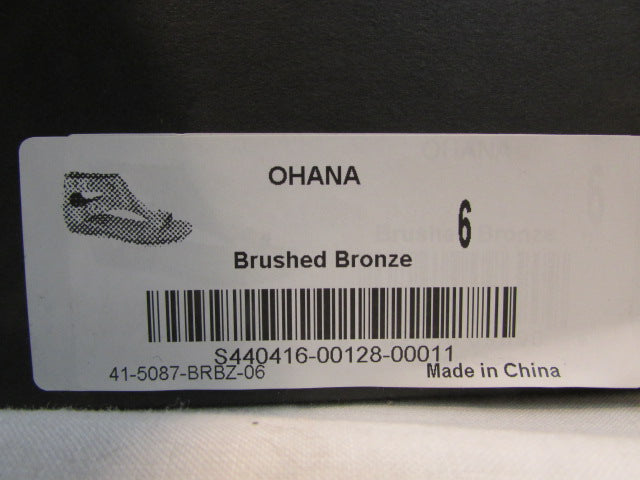 OHANA
6
Brushed Bronze
S440416-00128-00011
41-5087-BRBZ-06
Made in China